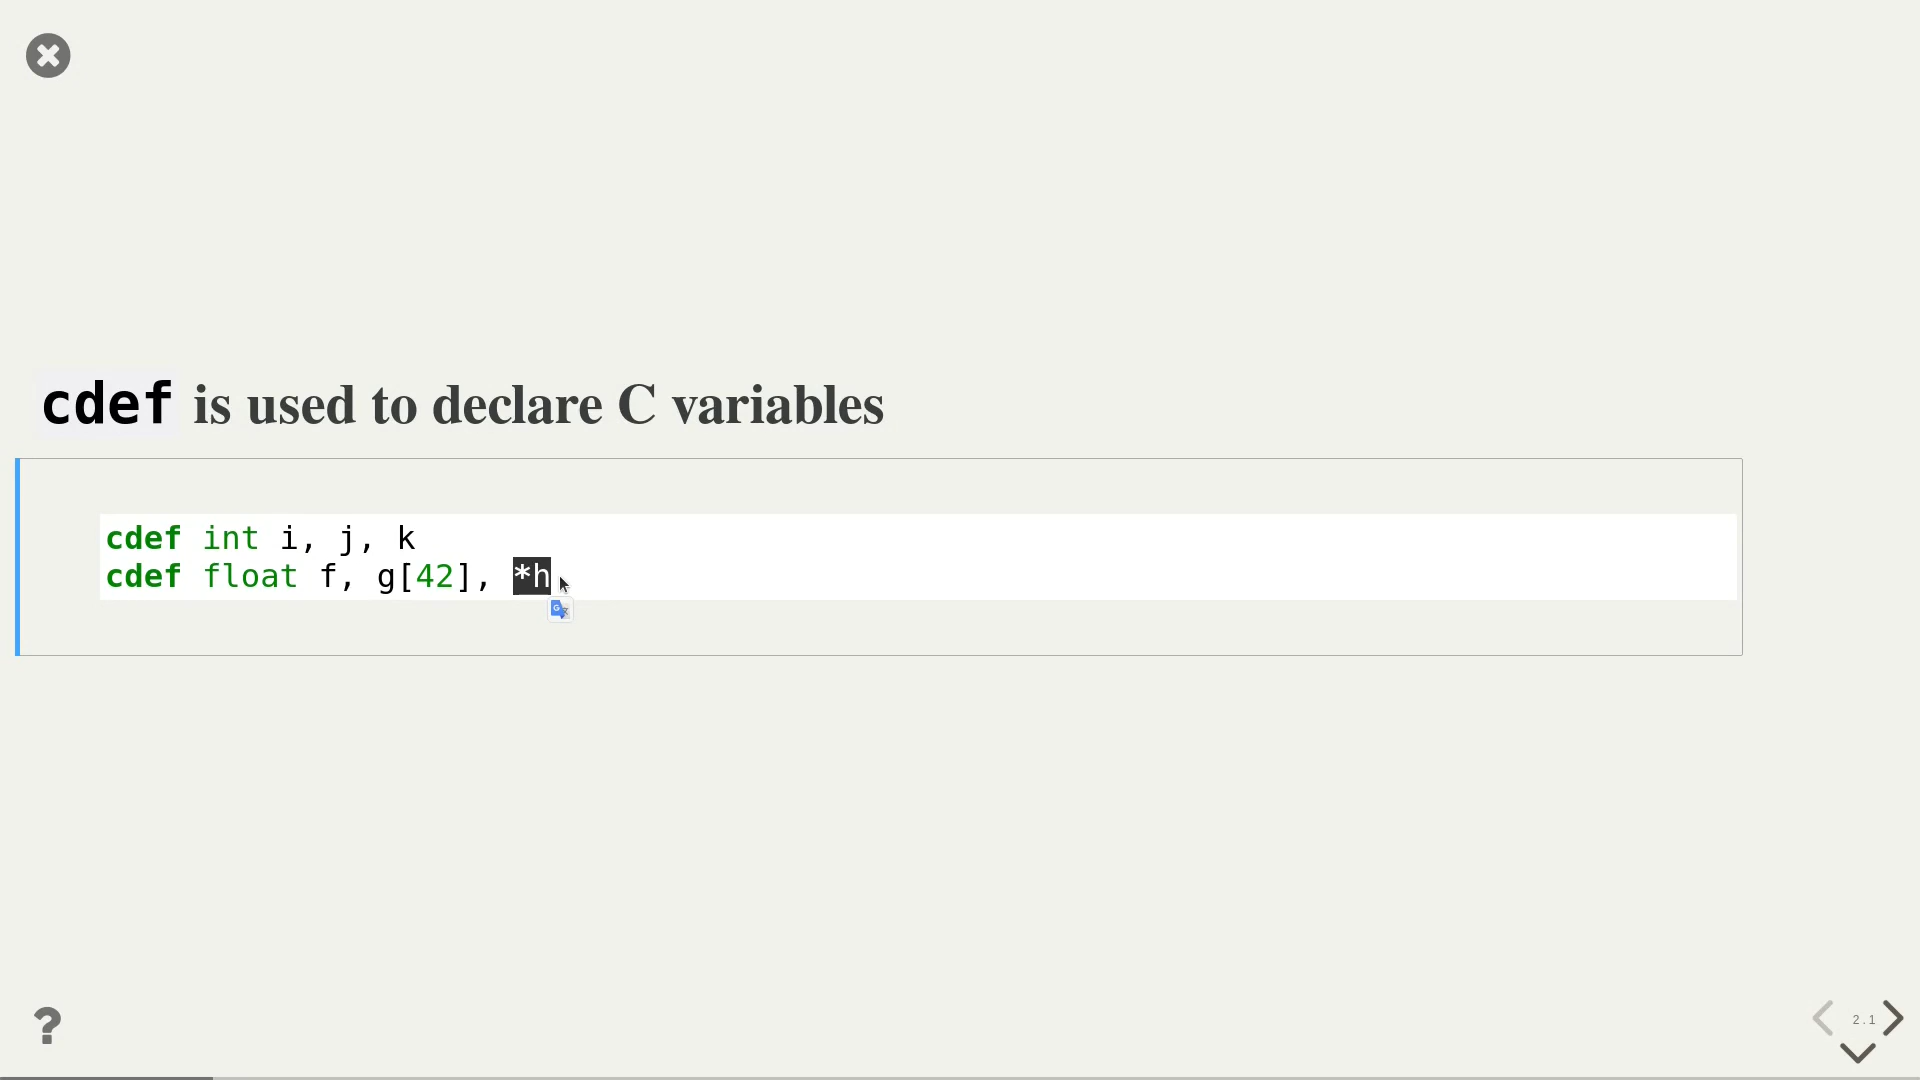 cdef is used to declare C variables
cdef int i, j, k
cdef float f, g[42], *h
?
2.1